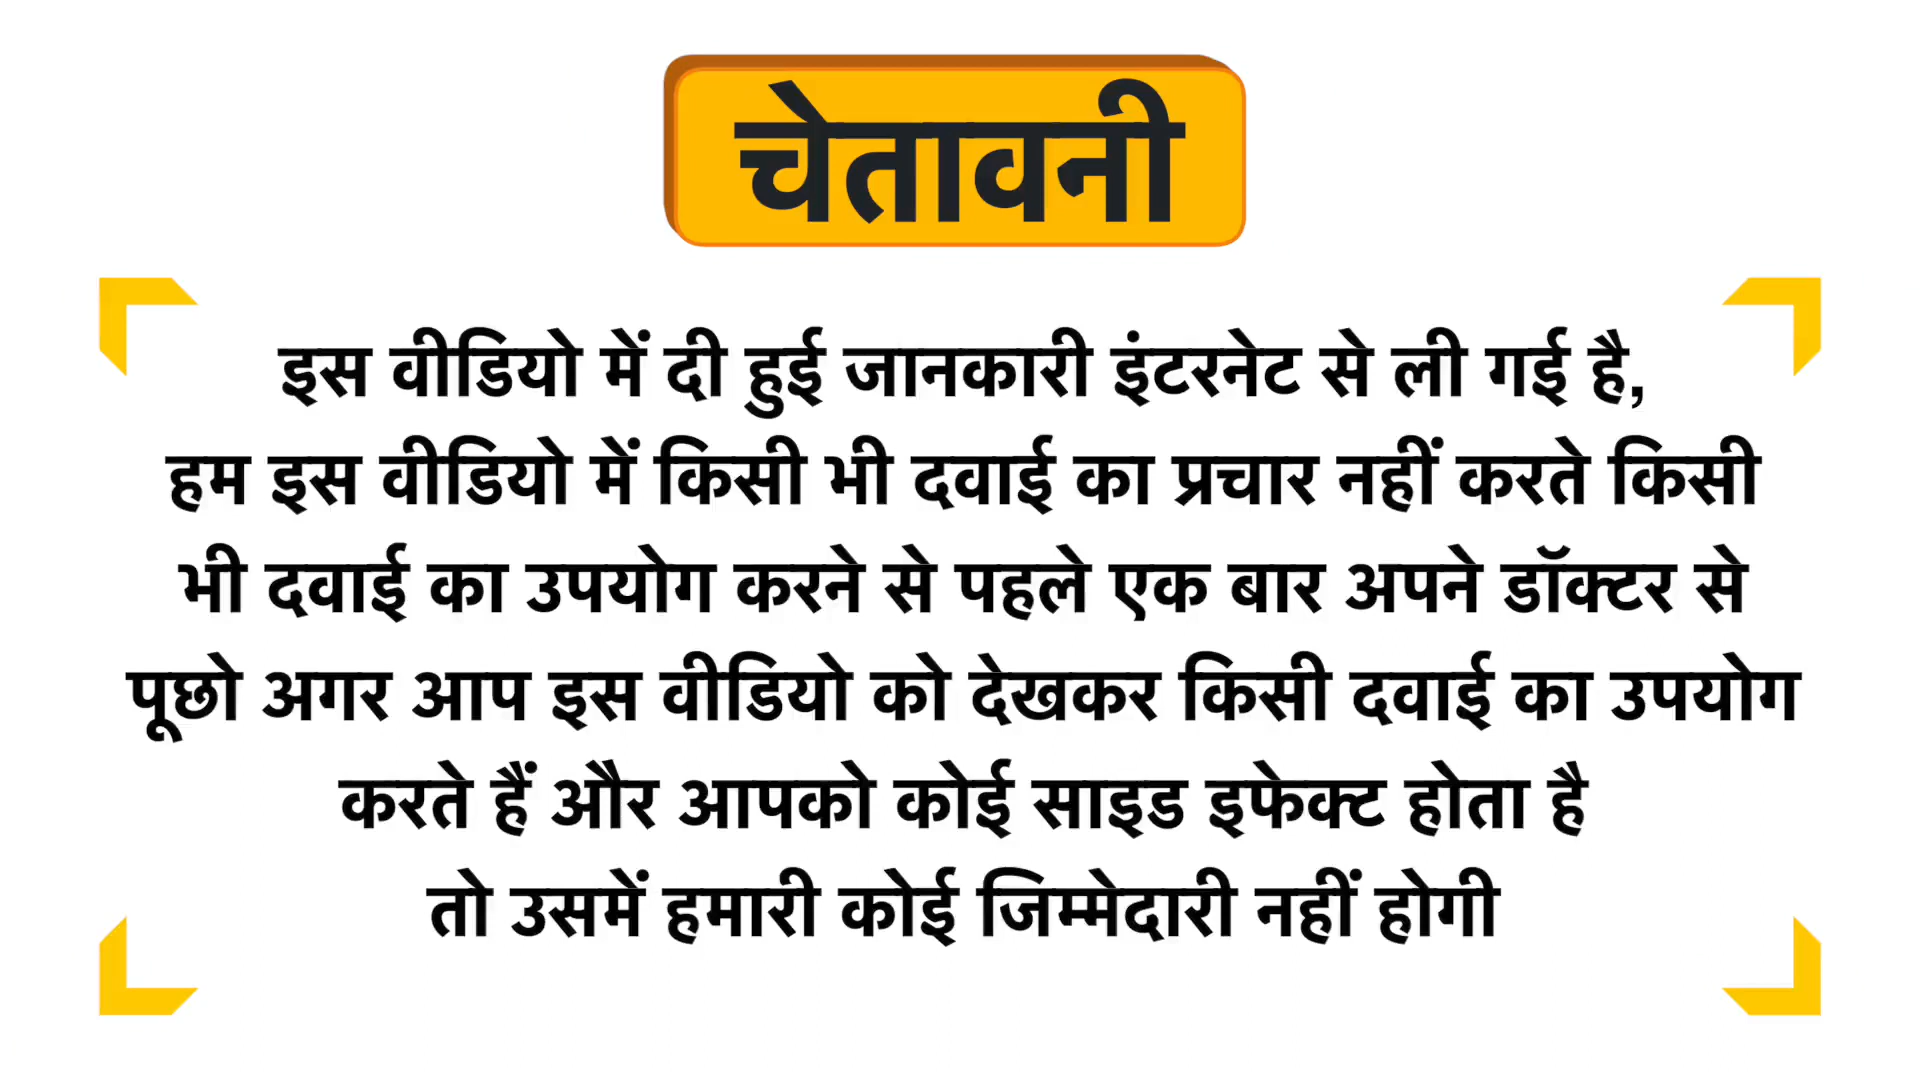 चेतावनी
इस वीडियो में दी हुई जानकारी इंटरनेट से ली गई है,
हम इस वीडियो में किसी भी दवाई का प्रचार नहीं करते किसी
भी दवाई का उपयोग करने से पहले एक बार अपने डॉक्टर से
पूछो अगर आप इस वीडियो को देखकर किसी दवाई का उपयोग
करते हैं और आपको कोई साइड इफेक्ट होता है
तो उसमें हमारी कोई जिम्मेदारी नहीं होगी